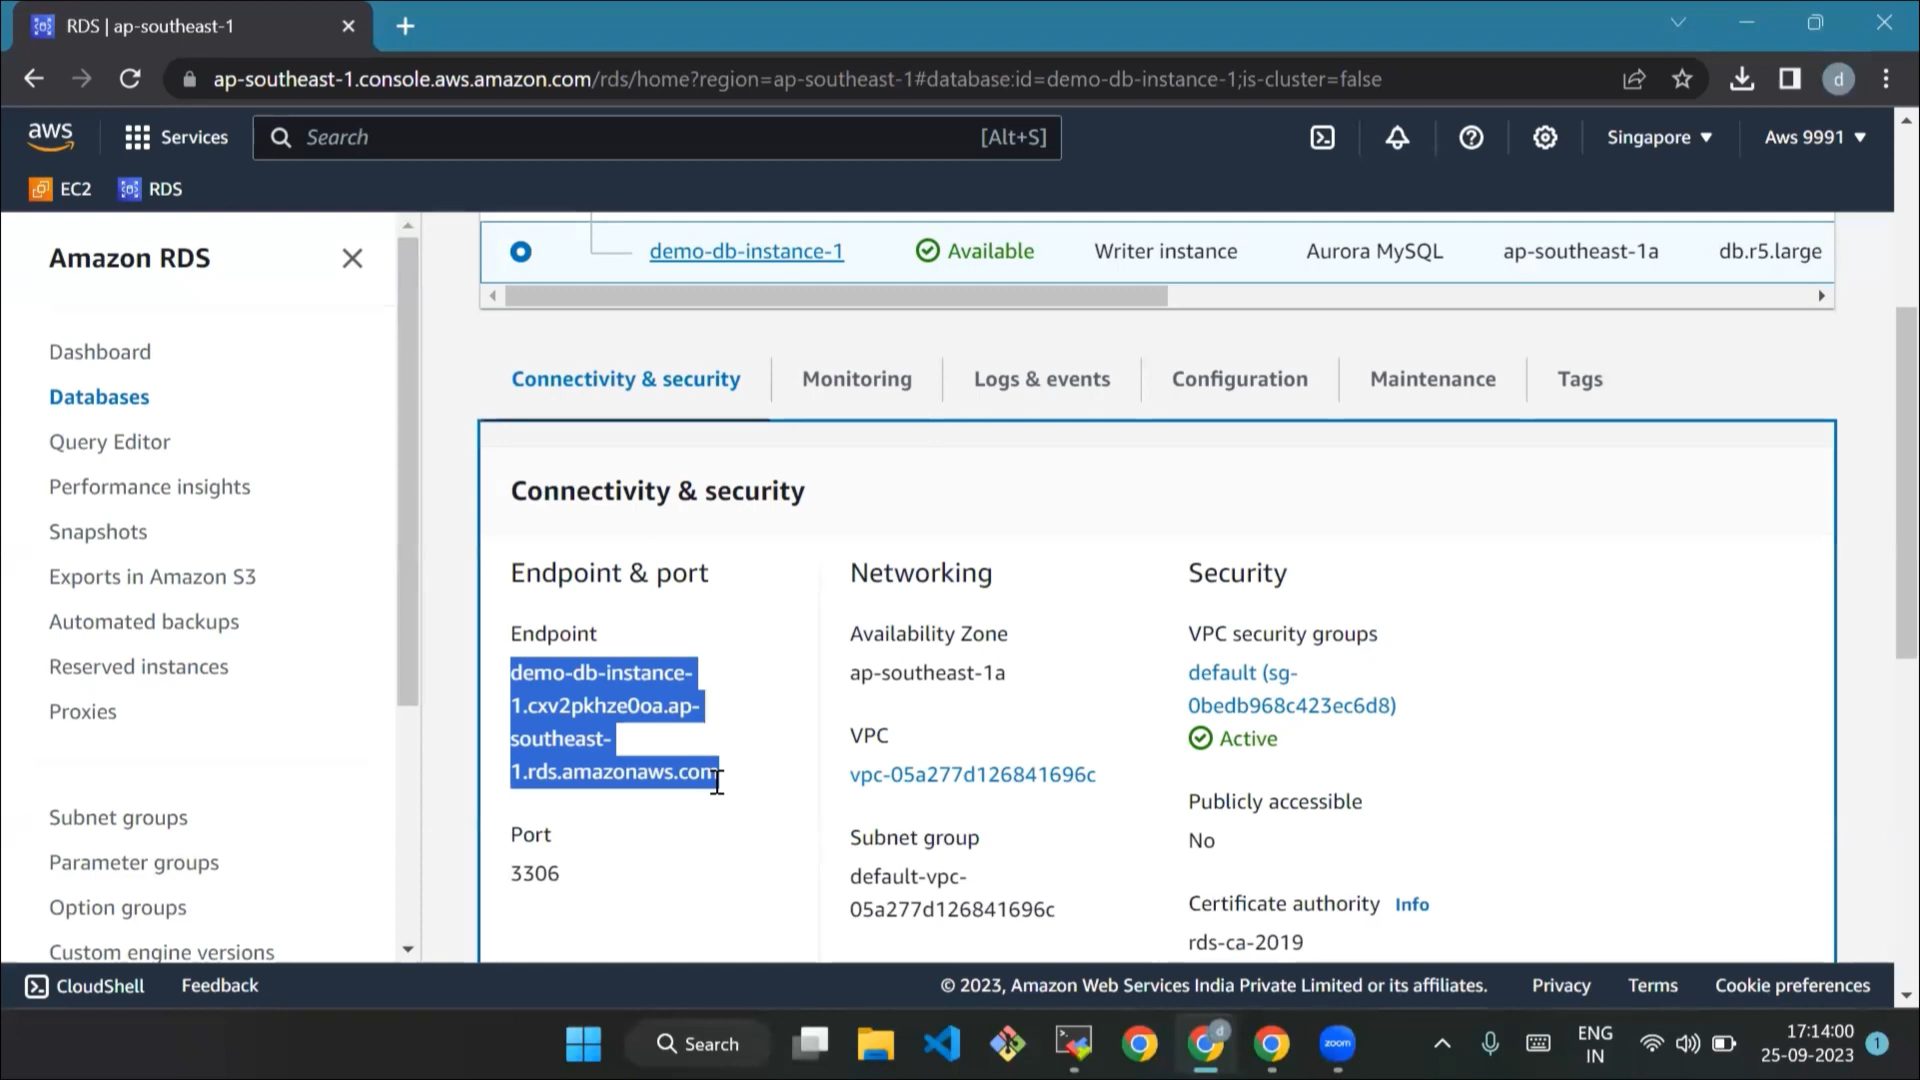 RDS | ap-southeast-1
ap-southeast-1.console.aws.amazon.com/rds/home?region=ap-southeast-1#database:id=demo-db-instance-1;is-cluster=false
d
aws
Services
Search
[Alt+S]
Singapore
Aws 9991
EC2
RDS
Amazon RDS
Dashboard
Databases
Query Editor
Performance insights
Snapshots
Exports in Amazon S3
Automated backups
Reserved instances
Proxies
Subnet groups
Parameter groups
Option groups
Custom engine versions
demo-db-instance-1 Available Writer instance Aurora MySQL ap-southeast-1a db.r5.large
Connectivity & security
Monitoring
Logs & events
Configuration
Maintenance
Tags
Connectivity & security
Endpoint & port
Endpoint
demo-db-instance-
1.cxv2pkhze0oa.ap-
southeast-
1.rds.amazonaws.com
Port
3306
Networking
Availability Zone
ap-southeast-1a
VPC
vpc-05a277d126841696c
Subnet group
default-vpc-
05a277d126841696c
Security
VPC security groups
default (sg-
0bedb968c423ec6d8)
Active
Publicly accessible
No
Certificate authority Info
rds-ca-2019
CloudShell
Feedback
© 2023, Amazon Web Services India Private Limited or its affiliates.
Privacy
Terms
Cookie preferences
Search
d
zoom
ENG
IN
17:14:00
25-09-2023
1